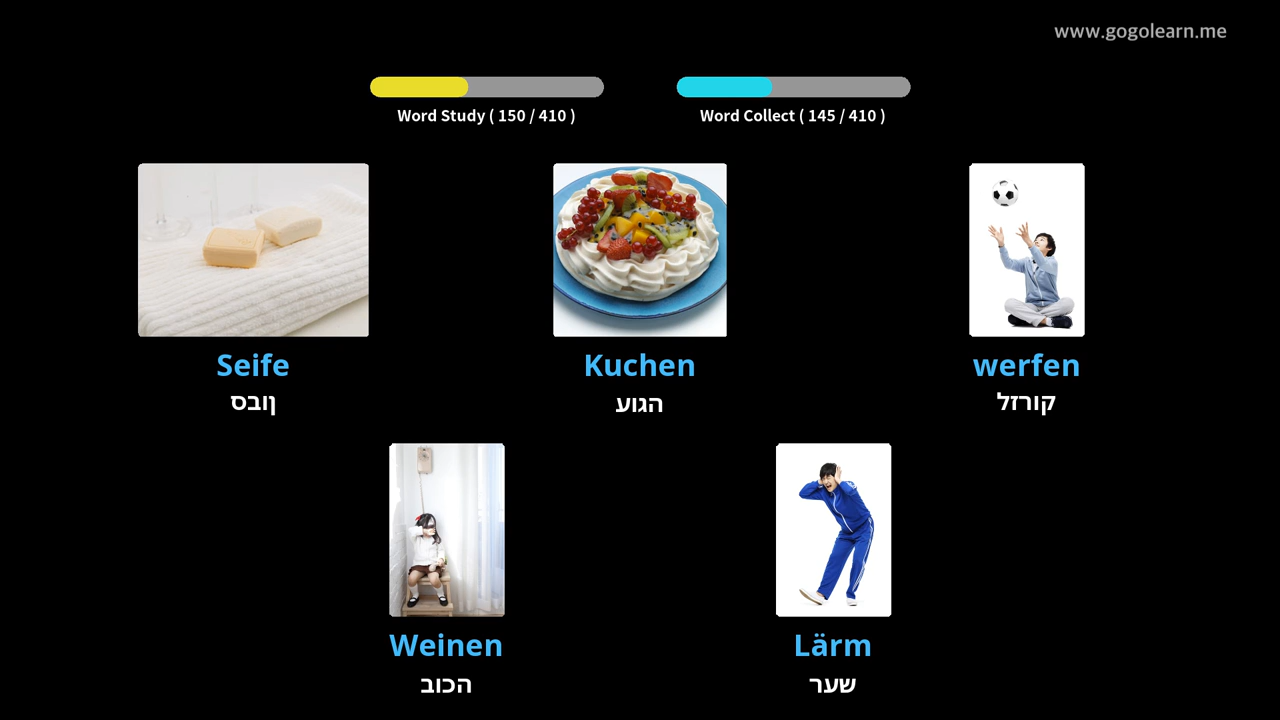 www.gogolearn.me
Word Study ( 150 / 410 )
Word Collect ( 145 / 410 )
Seife
ןובס
Kuchen
הגוע
werfen
קורזל
Weinen
הכוב
Lärm
שער